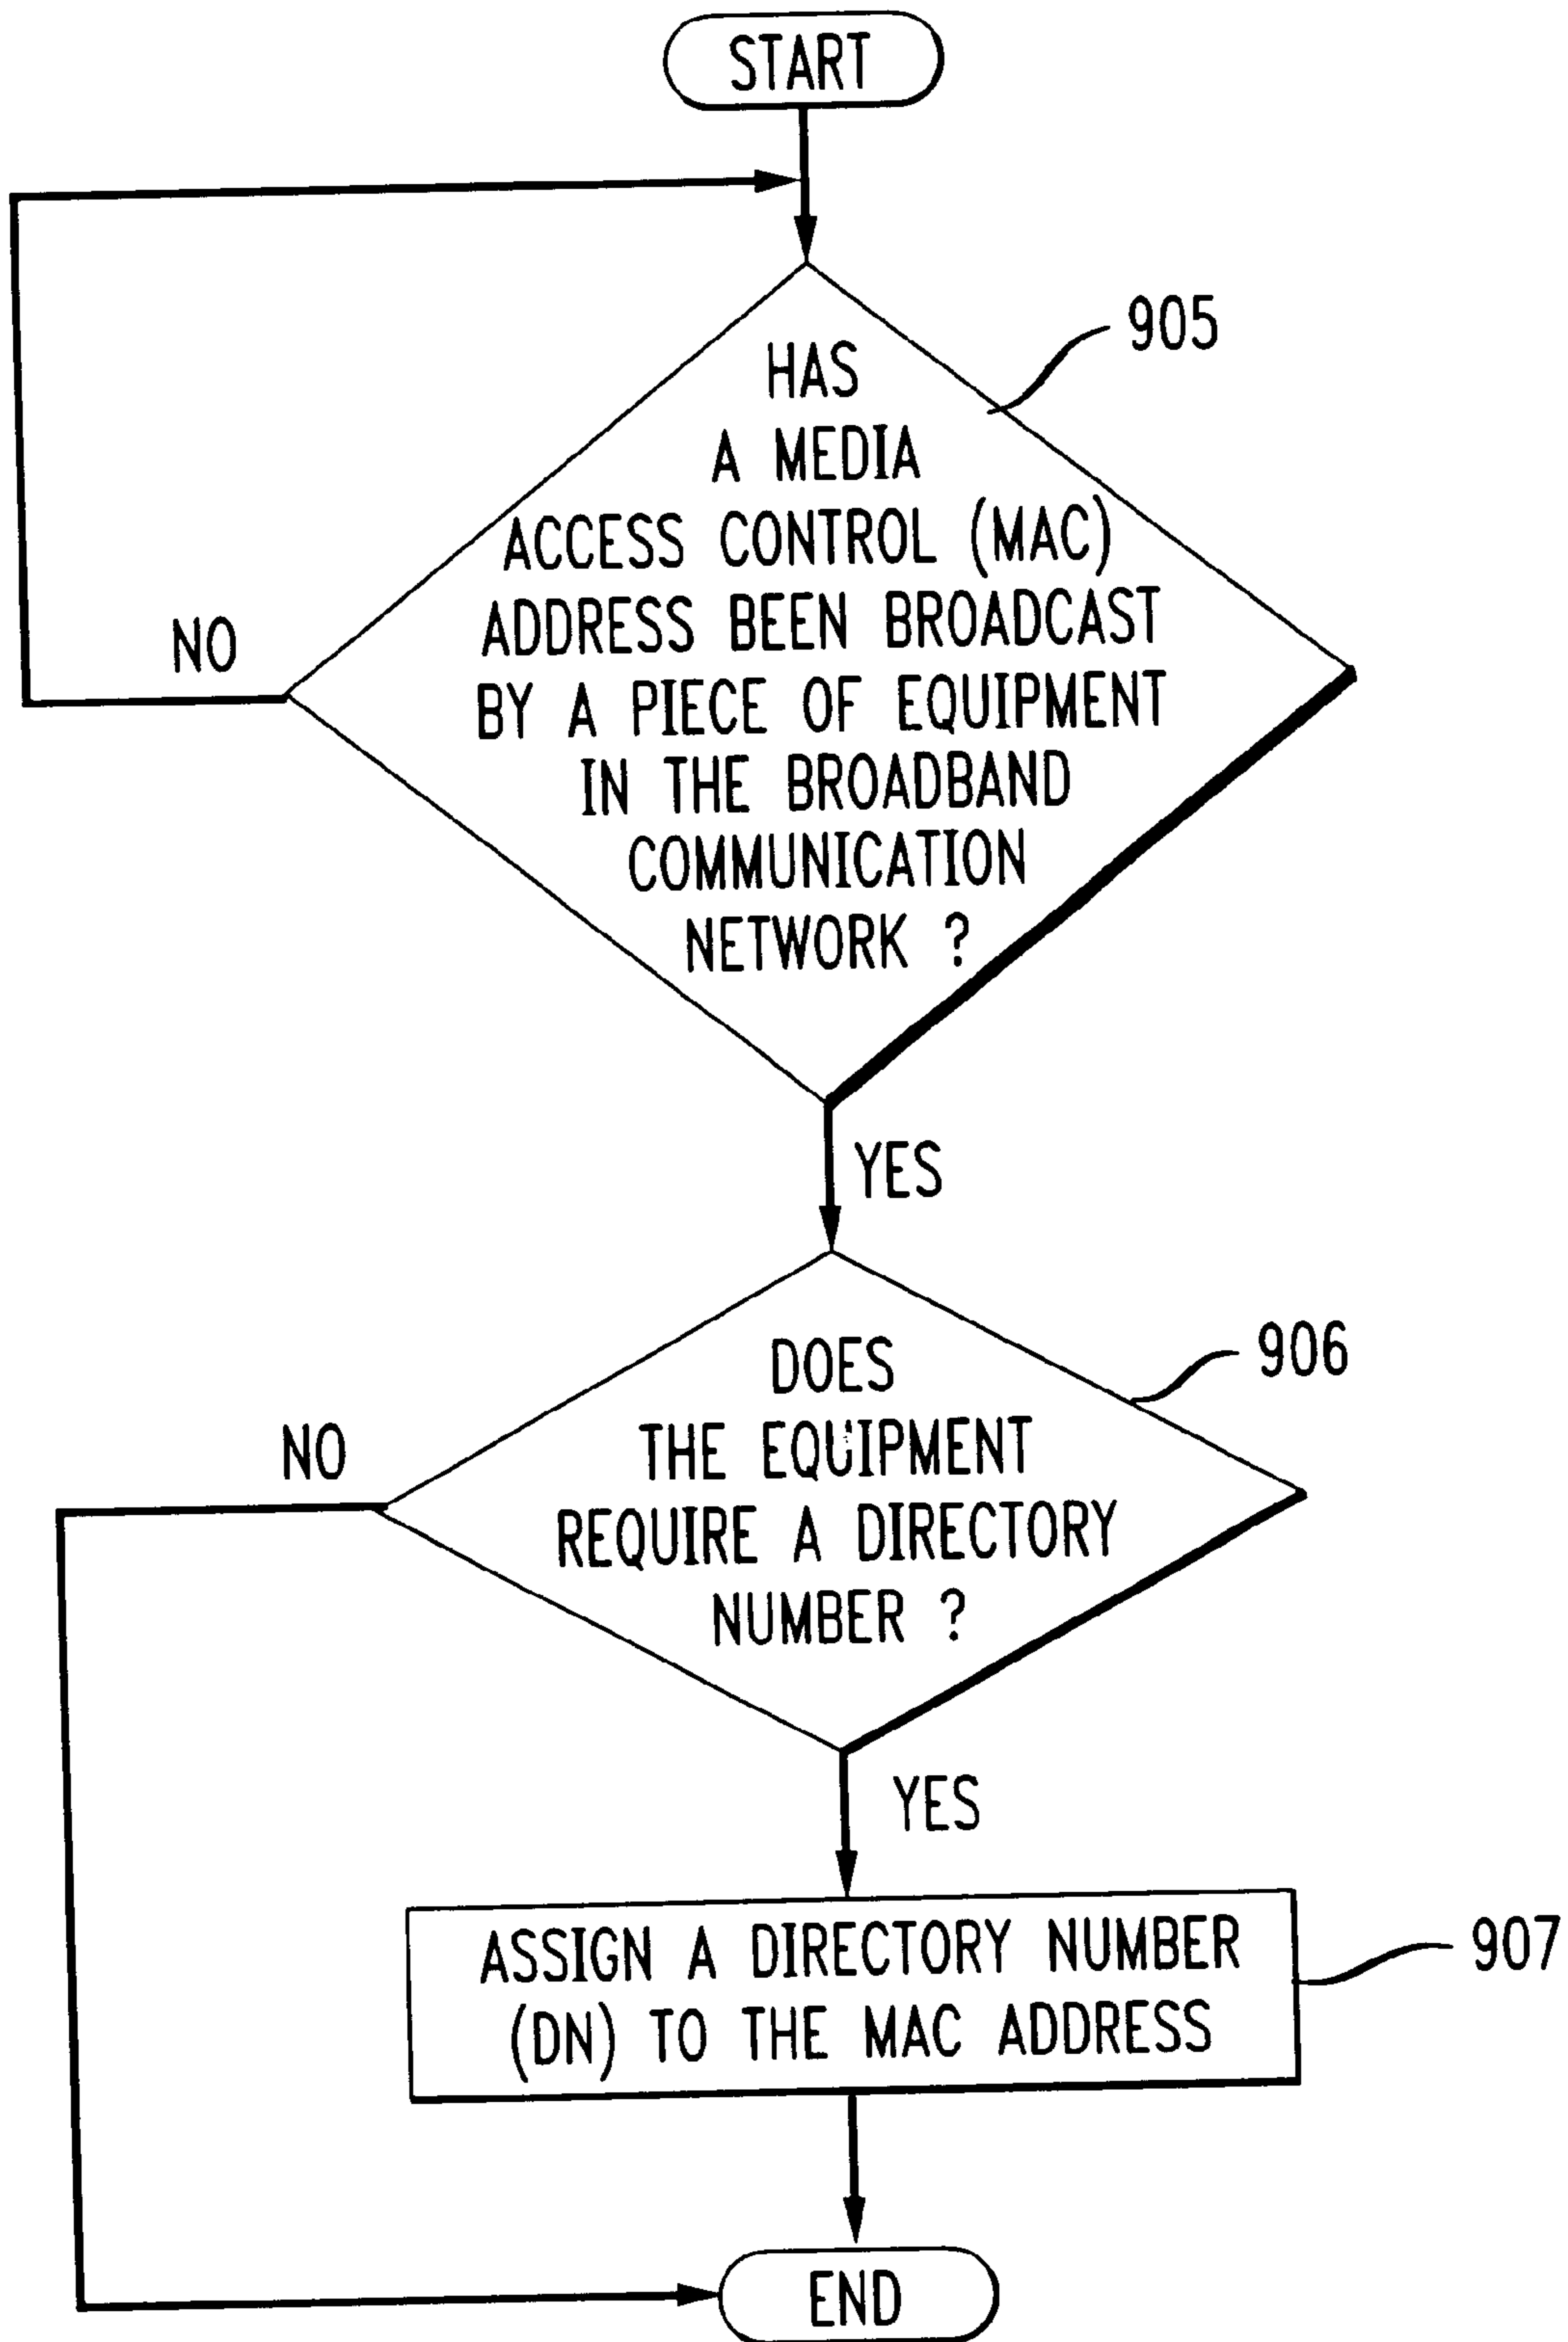 START
905
HAS
A MEDIA
ACCESS CONTROL (MAC)
ADDRESS BEEN BROADCAST
BY A PIECE OF EQUIPMENT
IN THE BROADBAND
COMMUNICATION
NETWORK ?
NO
YES
906
DOES
THE EQUIPMENT
REQUIRE A DIRECTORY
NUMBER ?
NO
YES
ASSIGN A DIRECTORY NUMBER
(DN) TO THE MAC ADDRESS
907
END